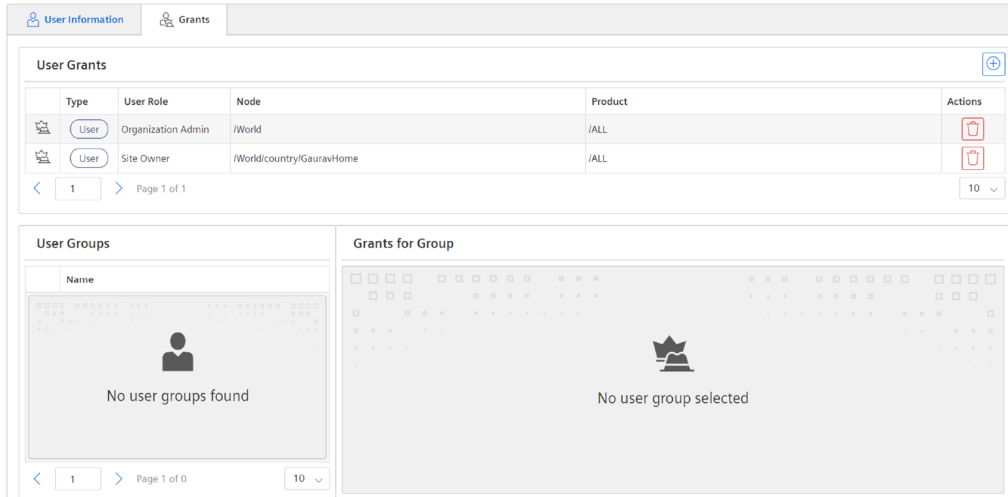 User Information
Grants
User Grants
Type User Role Node Product Actions
User Organization Admin /World /ALL
User Site Owner /World/country/GauravHome /ALL
1 Page 1 of 1 10
User Groups
Name
No user groups found
1 Page 1 of 0 10
Grants for Group
No user group selected